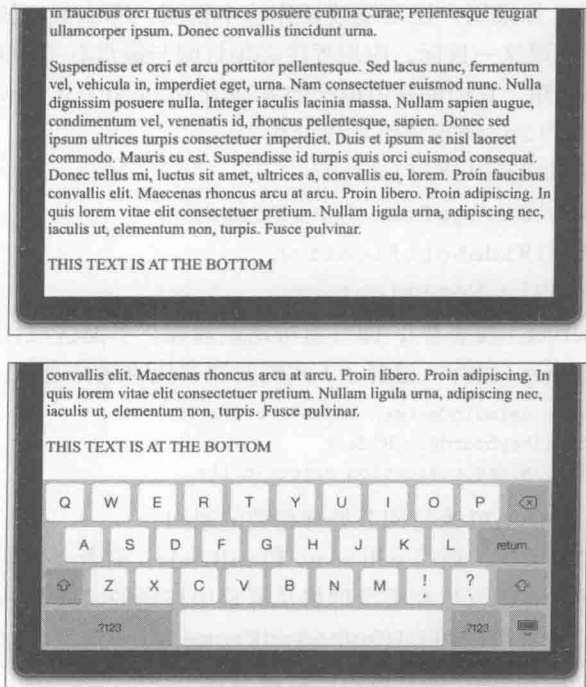 in faucibus orci luctus et ultrices posuere cubilia Curae; Pellentesque feugiat
ullamcorper ipsum. Donec convallis tincidunt urna.
Suspendisse et orci et arcu porttitor pellentesque. Sed lacus nunc, fermentum
vel, vehicula in, imperdiet eget, urna. Nam consectetuer euismod nunc. Nulla
dignissim posuere nulla. Integer iaculis lacinia massa. Nullam sapien augue,
condimentum vel, venenatis id, rhoncus pellentesque, sapien. Donec sed
ipsum ultrices turpis consectetuer imperdiet. Duis et ipsum ac nisl laoreet
commodo. Mauris eu est. Suspendisse id turpis quis orci euismod consequat.
Donec tellus mi, luctus sit amet, ultrices a, convallis eu, lorem. Proin faucibus
convallis elit. Maecenas rhoncus arcu at arcu. Proin libero. Proin adipiscing. In
quis lorem vitae elit consectetuer pretium. Nullam ligula urna, adipiscing nec,
iaculis ut, elementum non, turpis. Fusce pulvinar.
THIS TEXT IS AT THE BOTTOM
convallis elit. Maecenas rhoncus arcu at arcu. Proin libero. Proin adipiscing. In
quis lorem vitae elit consectetuer pretium. Nullam ligula urna, adipiscing nec,
iaculis ut, elementum non, turpis. Fusce pulvinar.
THIS TEXT IS AT THE BOTTOM
Q W E R T Y U I O P
A S D F G H J K L return
Z X C V B N M ! , ? .
.?123 .?123